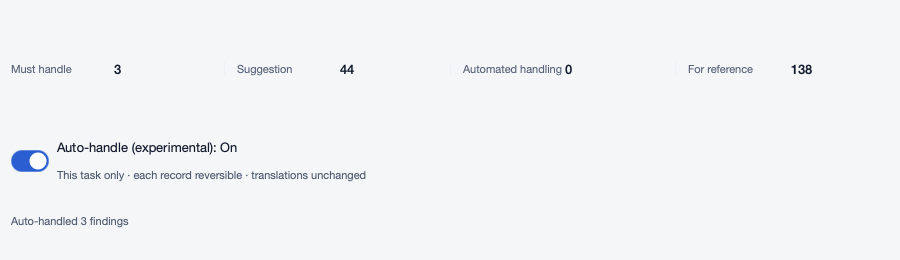 Must handle 3 Suggestion 44 Automated handling 0 For reference 138
Auto-handle (experimental): On
This task only · each record reversible · translations unchanged
Auto-handled 3 findings